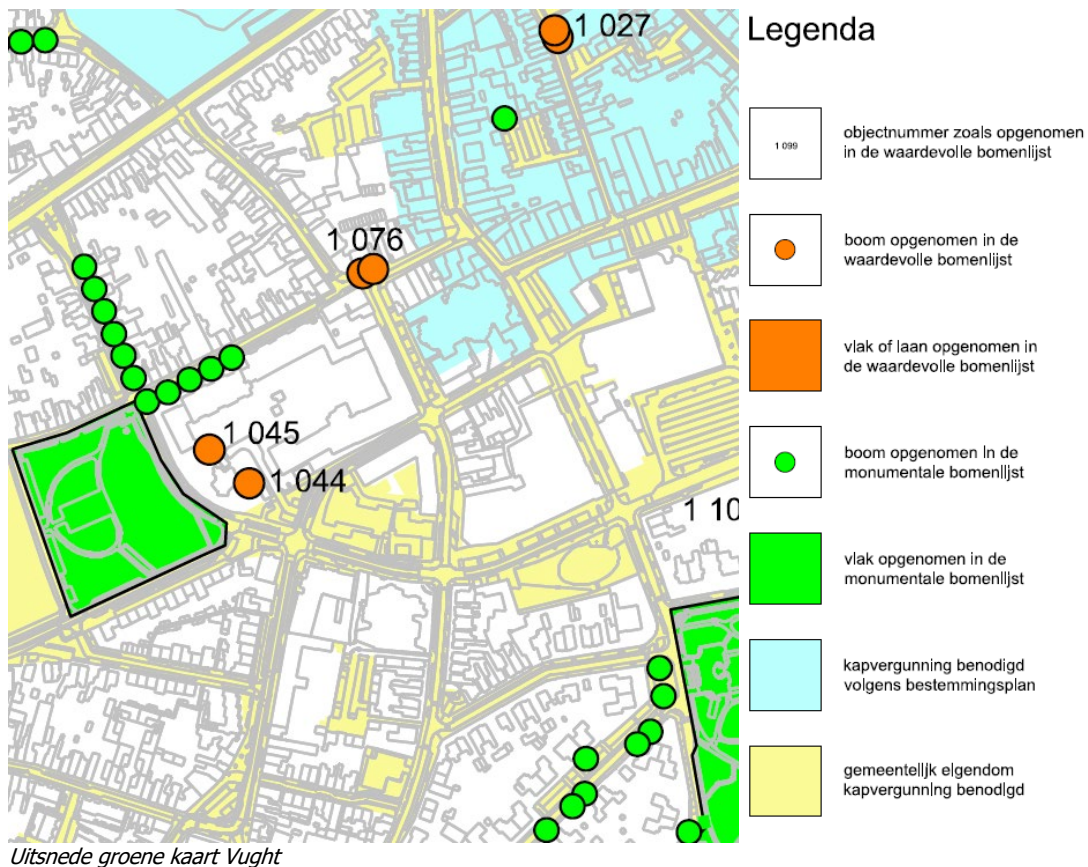 1 027
Legenda
1 099
objectnummer zoals opgenomen
in de waardevolle bomenlijst
boom opgenomen in de
waardevolle bomenlijst
1 076
vlak of laan opgenomen in
de waardevolle bomenlijst
1 045
1 044
boom opgenomen in de
monumentale bomenlijst
1 10
vlak opgenomen in de
monumentale bomenlijst
kapvergunning benodigd
volgens bestemmingsplan
gemeentelijk eigendom
kapvergunning benodigd
Uitsnede groene kaart Vught